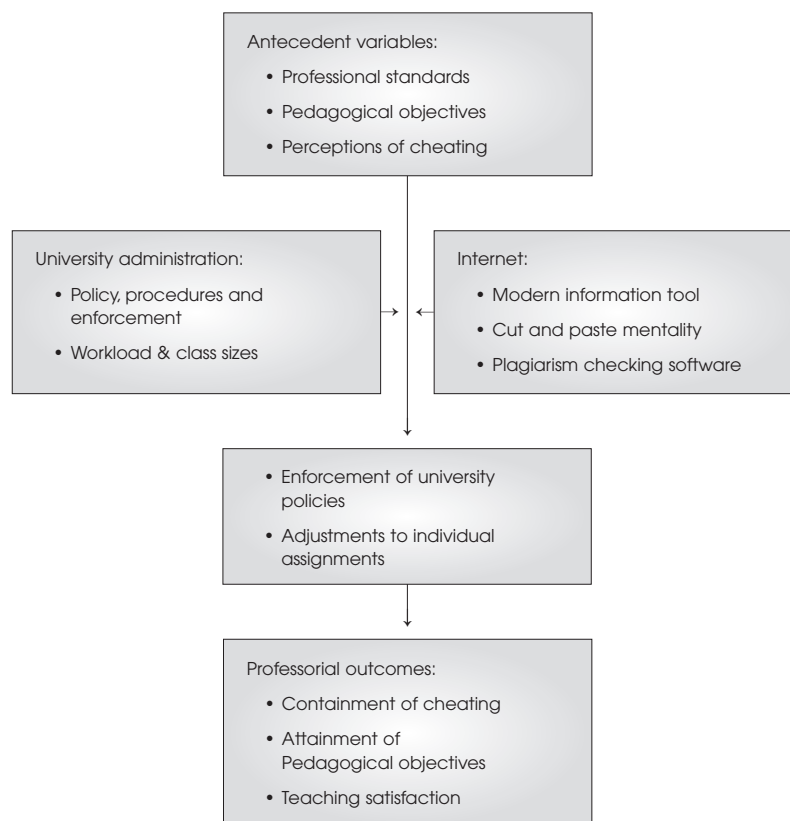 Antecedent variables:
• Professional standards
• Pedagogical objectives
• Perceptions of cheating
University administration:
• Policy, procedures and
enforcement
• Workload & class sizes
Internet:
• Modern information tool
• Cut and paste mentality
• Plagiarism checking software
• Enforcement of university
policies
• Adjustments to individual
assignments
Professorial outcomes:
• Containment of cheating
• Attainment of
Pedagogical objectives
• Teaching satisfaction